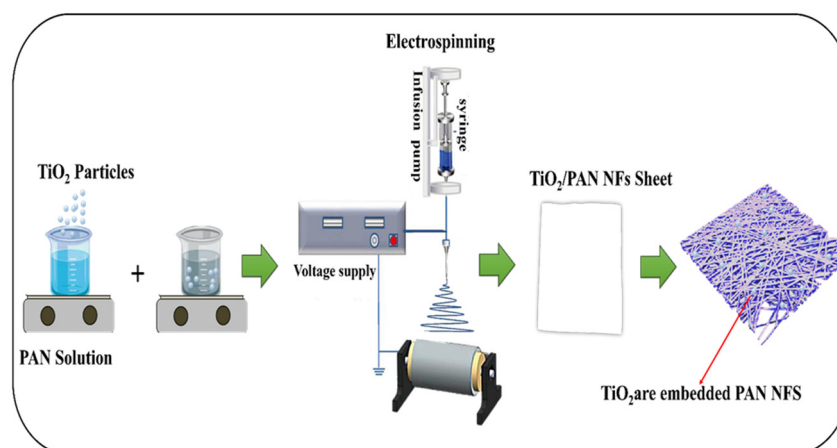 Electrospinning
Infusion pump
syringe
TiO₂ Particles
+
TiO₂/PAN NFs Sheet
Voltage supply
PAN Solution
TiO₂are embedded PAN NFS